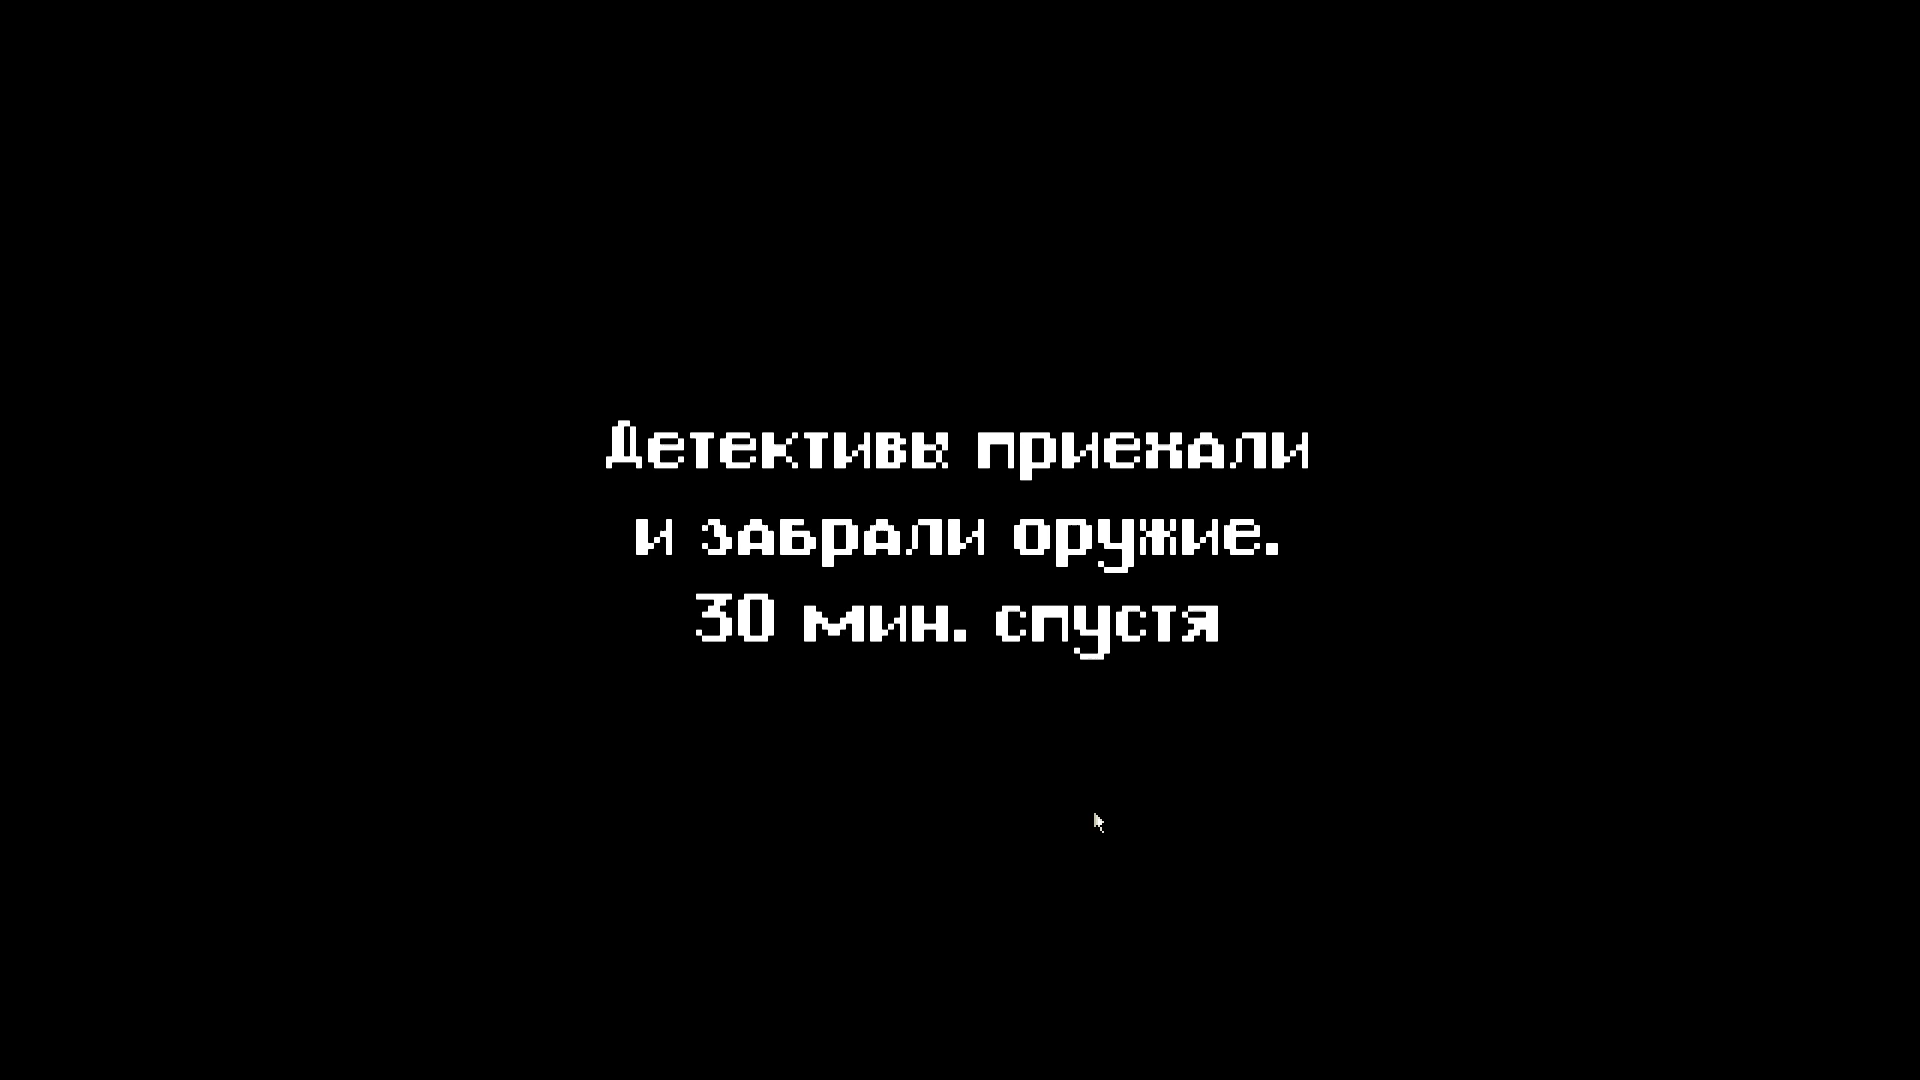 Детективы приехали
и забрали оружие.
30 мин. спустя